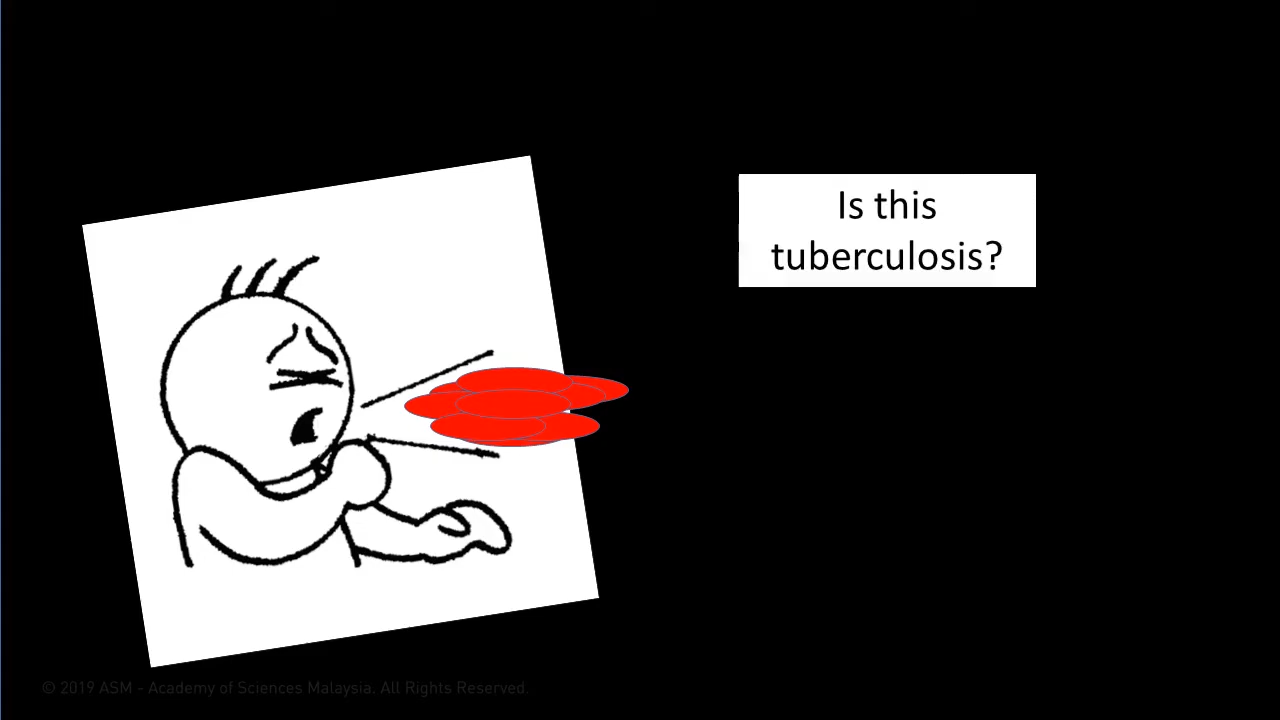 Is this
tuberculosis?
© 2019 ASM - Academy of Sciences Malaysia. All Rights Reserved.